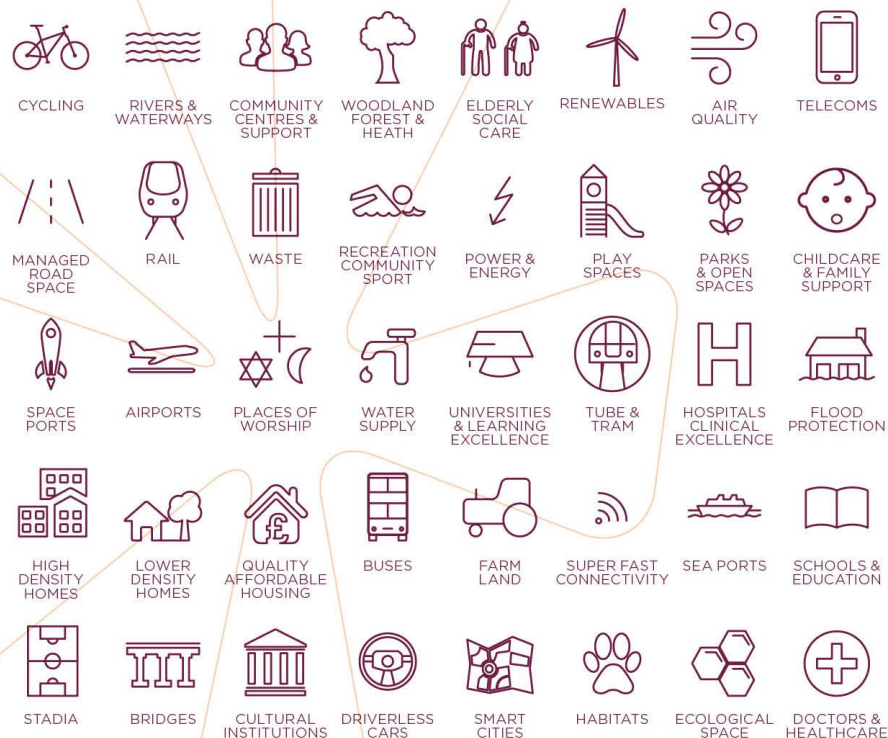 CYCLING
RIVERS &
WATERWAYS
COMMUNITY
CENTRES &
SUPPORT
WOODLAND
FOREST &
HEATH
ELDERLY
SOCIAL
CARE
RENEWABLES
AIR
QUALITY
TELECOMS
MANAGED
ROAD
SPACE
RAIL
WASTE
RECREATION
COMMUNITY
SPORT
POWER &
ENERGY
PLAY
SPACES
PARKS
& OPEN
SPACES
CHILDCARE
& FAMILY
SUPPORT
SPACE
PORTS
AIRPORTS
PLACES OF
WORSHIP
WATER
SUPPLY
UNIVERSITIES
& LEARNING
EXCELLENCE
TUBE &
TRAM
H
HOSPITALS
CLINICAL
EXCELLENCE
FLOOD
PROTECTION
HIGH
DENSITY
HOMES
LOWER
DENSITY
HOMES
£
QUALITY
AFFORDABLE
HOUSING
BUSES
FARM
LAND
SUPER FAST
CONNECTIVITY
SEA PORTS
SCHOOLS &
EDUCATION
STADIA
BRIDGES
CULTURAL
INSTITUTIONS
DRIVERLESS
CARS
SMART
CITIES
HABITATS
ECOLOGICAL
SPACE
DOCTORS &
HEALTHCARE